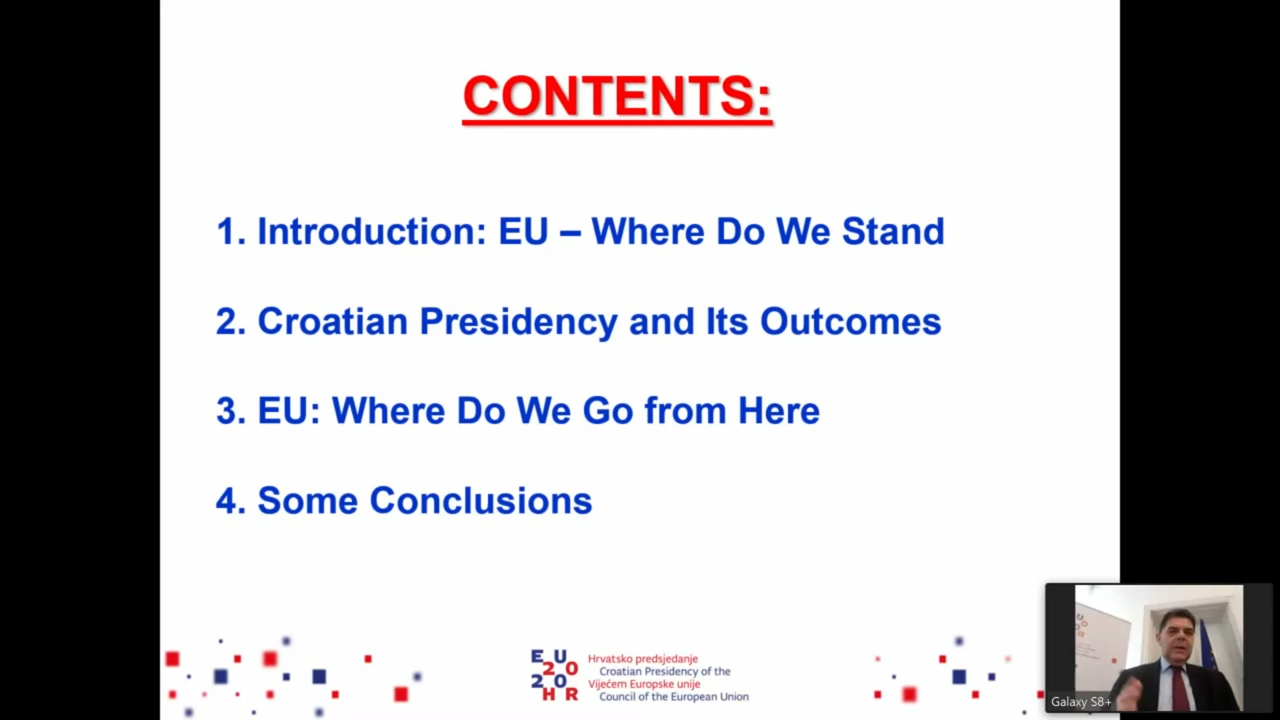 CONTENTS:
1. Introduction: EU – Where Do We Stand
2. Croatian Presidency and Its Outcomes
3. EU: Where Do We Go from Here
4. Some Conclusions
EU
20
20
HR
Hrvatsko predsjedanje
Croatian Presidency of the
Vijećem Europske unije
Council of the European Union
Galaxy S8+